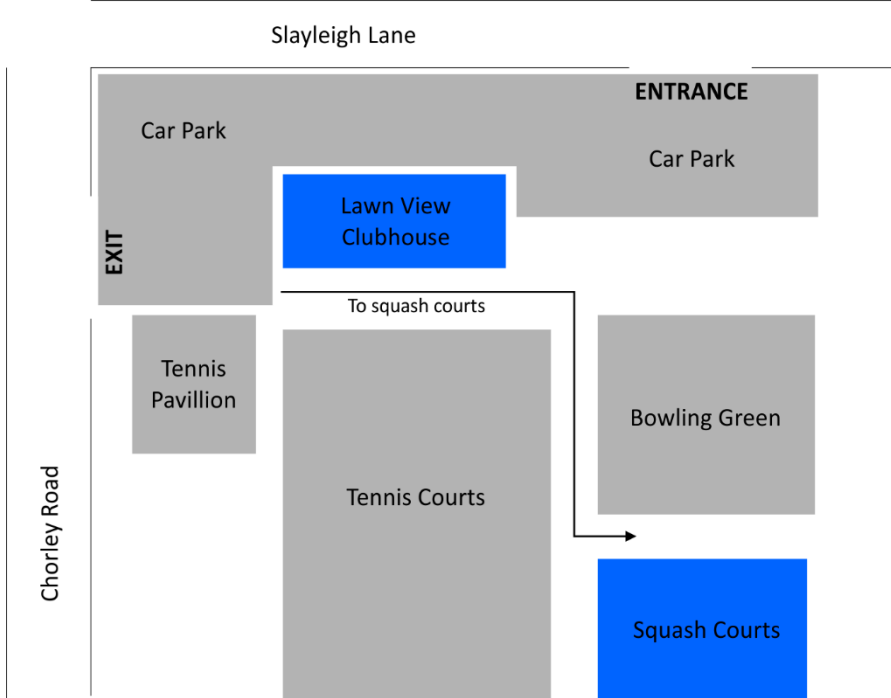 Slayleigh Lane
ENTRANCE
Car Park
Car Park
Lawn View
Clubhouse
EXIT
To squash courts
Tennis
Pavillion
Bowling Green
Tennis Courts
Chorley Road
Squash Courts